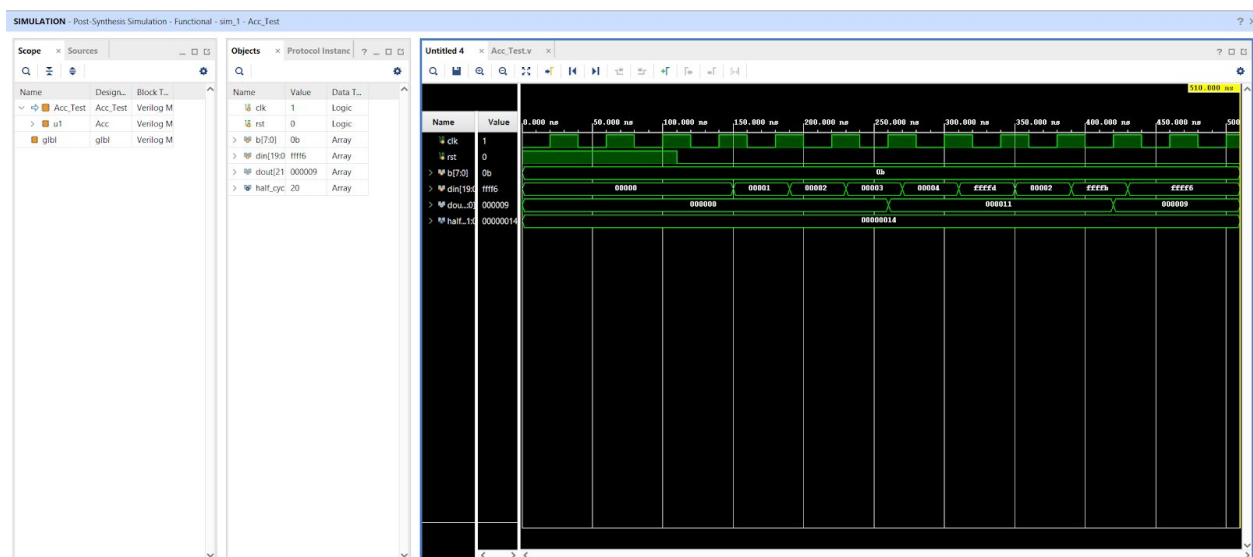 SIMULATION - Post-Synthesis Simulation - Functional - sim_1 - Acc_Test
Scope × Sources
Name Design... Block T...
Acc_Test Acc_Test Verilog M
u1 Acc Verilog M
glbl glbl Verilog M
Objects × Protocol Instanc
Name Value Data T...
clk 1 Logic
rst 0 Logic
b[7:0] 0b Array
din[19:0 ffff6 Array
dout[21 000009 Array
half_cyc 20 Array
Untitled 4 × Acc_Test.v ×
510.000 ns
Name Value 0.000 ns 50.000 ns 100.000 ns 150.000 ns 200.000 ns 250.000 ns 300.000 ns 350.000 ns 400.000 ns 450.000 ns 500
clk 1
rst 0
b[7:0] 0b 0b
din[19:0 ffff6 00000 00001 00002 00003 00004 ffff4 00002 ffffb ffff6
dou...:0] 000009 000000 000011 000009
half...1:0 00000014 00000014